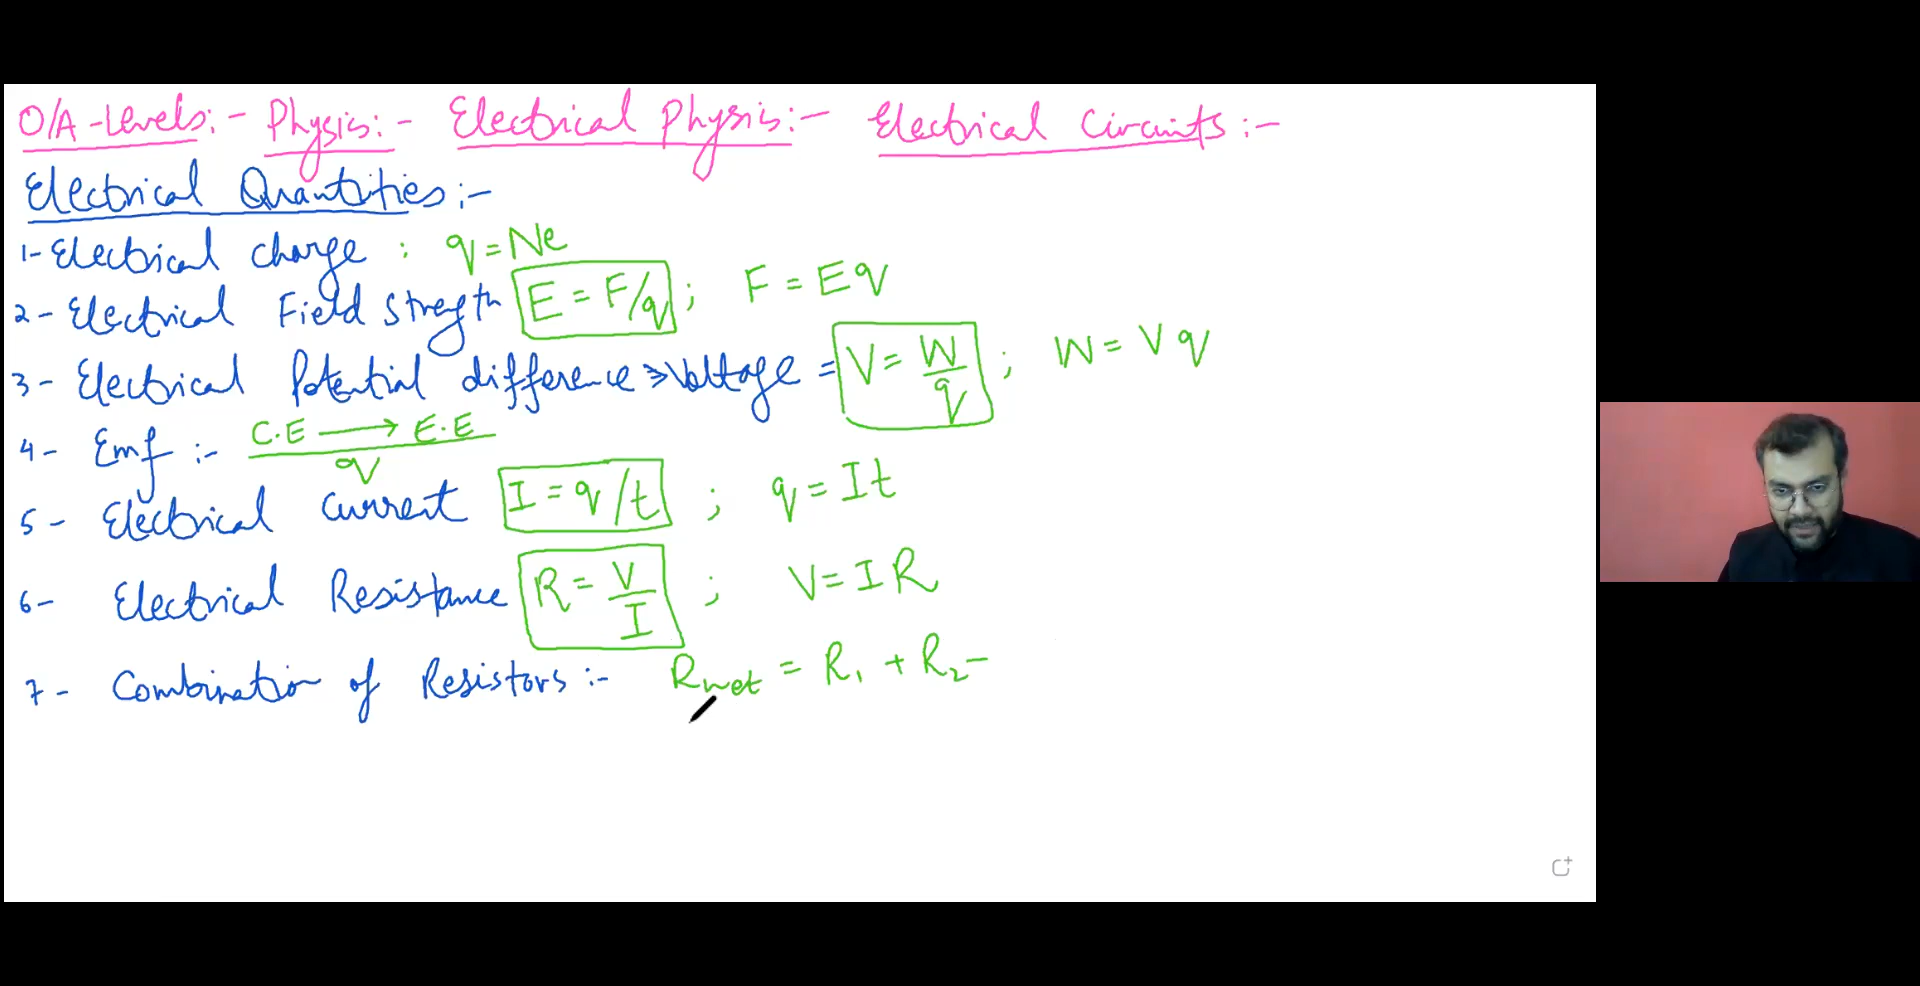 O/A-Levels:- Physis:- Electrical Physis:- Electrical Circuits:-
Electrical Quantities:-
1- Electrical charge : q = Ne
2- Electrical Field Strength E = F/q ; F = Eq
3- Electrical Potential difference => Voltage = V = W/q ; W = Vq
4- Emf :- C.E → E.E / q
5- Electrical Current I = q/t ; q = It
6- Electrical Resistance R = V/I ; V = IR
7- Combination of Resistors :- Rnet = R1 + R2 -